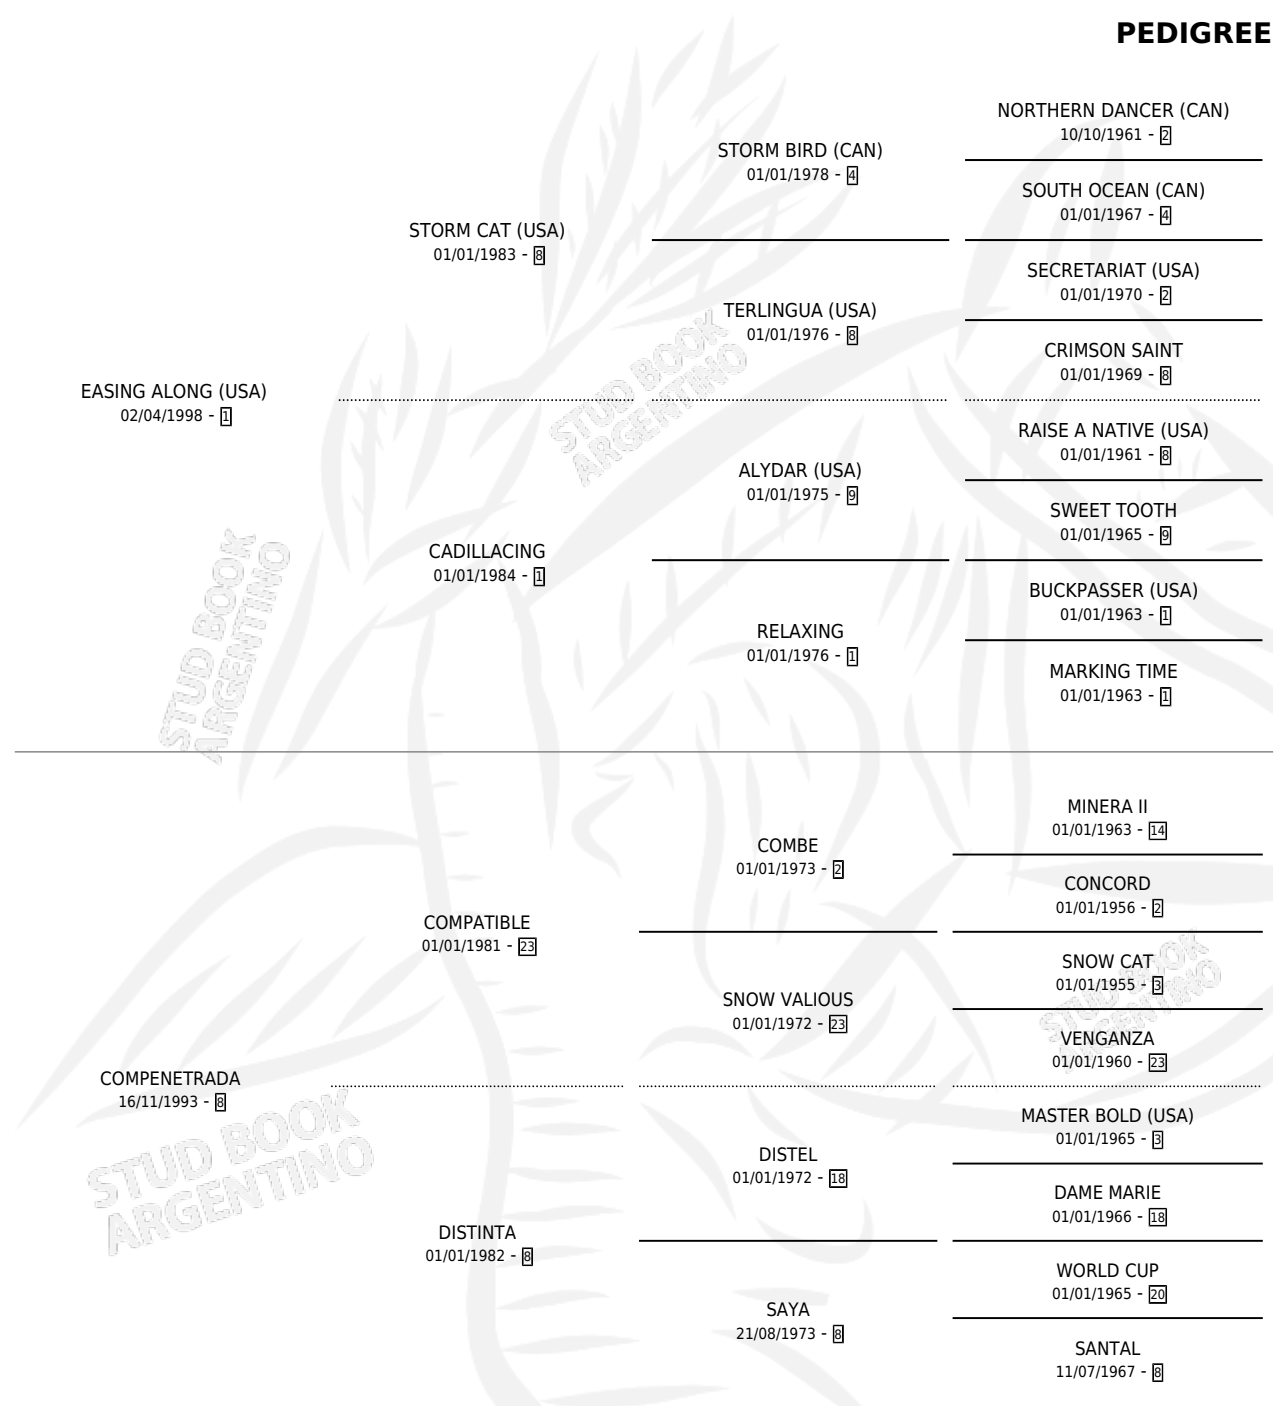 PEDIGREE
NORTHERN DANCER (CAN)
10/10/1961 - 2
STORM BIRD (CAN)
01/01/1978 - 4
SOUTH OCEAN (CAN)
01/01/1967 - 4
STORM CAT (USA)
01/01/1983 - 8
SECRETARIAT (USA)
01/01/1970 - 2
TERLINGUA (USA)
01/01/1976 - 8
CRIMSON SAINT
01/01/1969 - 8
EASING ALONG (USA)
02/04/1998 - 1
RAISE A NATIVE (USA)
01/01/1961 - 8
ALYDAR (USA)
01/01/1975 - 9
SWEET TOOTH
01/01/1965 - 9
CADILLACING
01/01/1984 - 1
BUCKPASSER (USA)
01/01/1963 - 1
RELAXING
01/01/1976 - 1
MARKING TIME
01/01/1963 - 1
MINERA II
01/01/1963 - 14
COMBE
01/01/1973 - 2
CONCORD
01/01/1956 - 2
COMPATIBLE
01/01/1981 - 23
SNOW CAT
01/01/1955 - 3
SNOW VALIOUS
01/01/1972 - 23
VENGANZA
01/01/1960 - 23
COMPENETRADA
16/11/1993 - 8
MASTER BOLD (USA)
01/01/1965 - 3
DISTEL
01/01/1972 - 18
DAME MARIE
01/01/1966 - 18
DISTINTA
01/01/1982 - 8
WORLD CUP
01/01/1965 - 20
SAYA
21/08/1973 - 8
SANTAL
11/07/1967 - 8
STUD BOOK
ARGENTINO
STUD BOOK
ARGENTINO
STUD BOOK
ARGENTINO
STUD BOOK
ARGENTINO